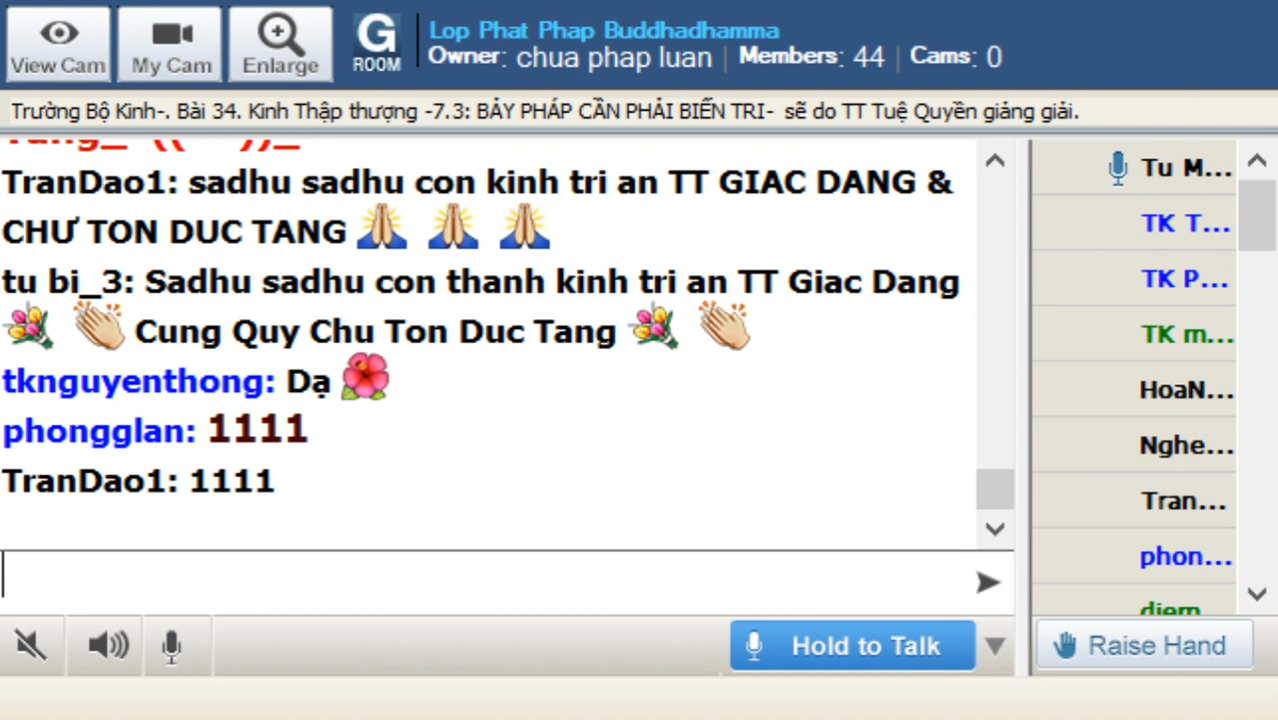 View Cam
My Cam
Enlarge
G
ROOM
Lop Phat Phap Buddhadhamma
Owner: chua phap luan | Members: 44 | Cams: 0
Trường Bộ Kinh-. Bài 34. Kinh Thập thượng -7.3: BẢY PHÁP CẦN PHẢI BIẾN TRI- sẽ do TT Tuệ Quyền giảng giải.
TranDao1: sadhu sadhu con kinh tri an TT GIAC DANG &
CHƯ TON DUC TANG
tu bi_3: Sadhu sadhu con thanh kinh tri an TT Giac Dang
Cung Quy Chu Ton Duc Tang
tknguyenthong: Dạ
phongglan: 1111
TranDao1: 1111
Tu M...
TK T...
TK P...
TK m...
HoaN...
Nghe...
Tran...
phon...
diem
Hold to Talk
Raise Hand